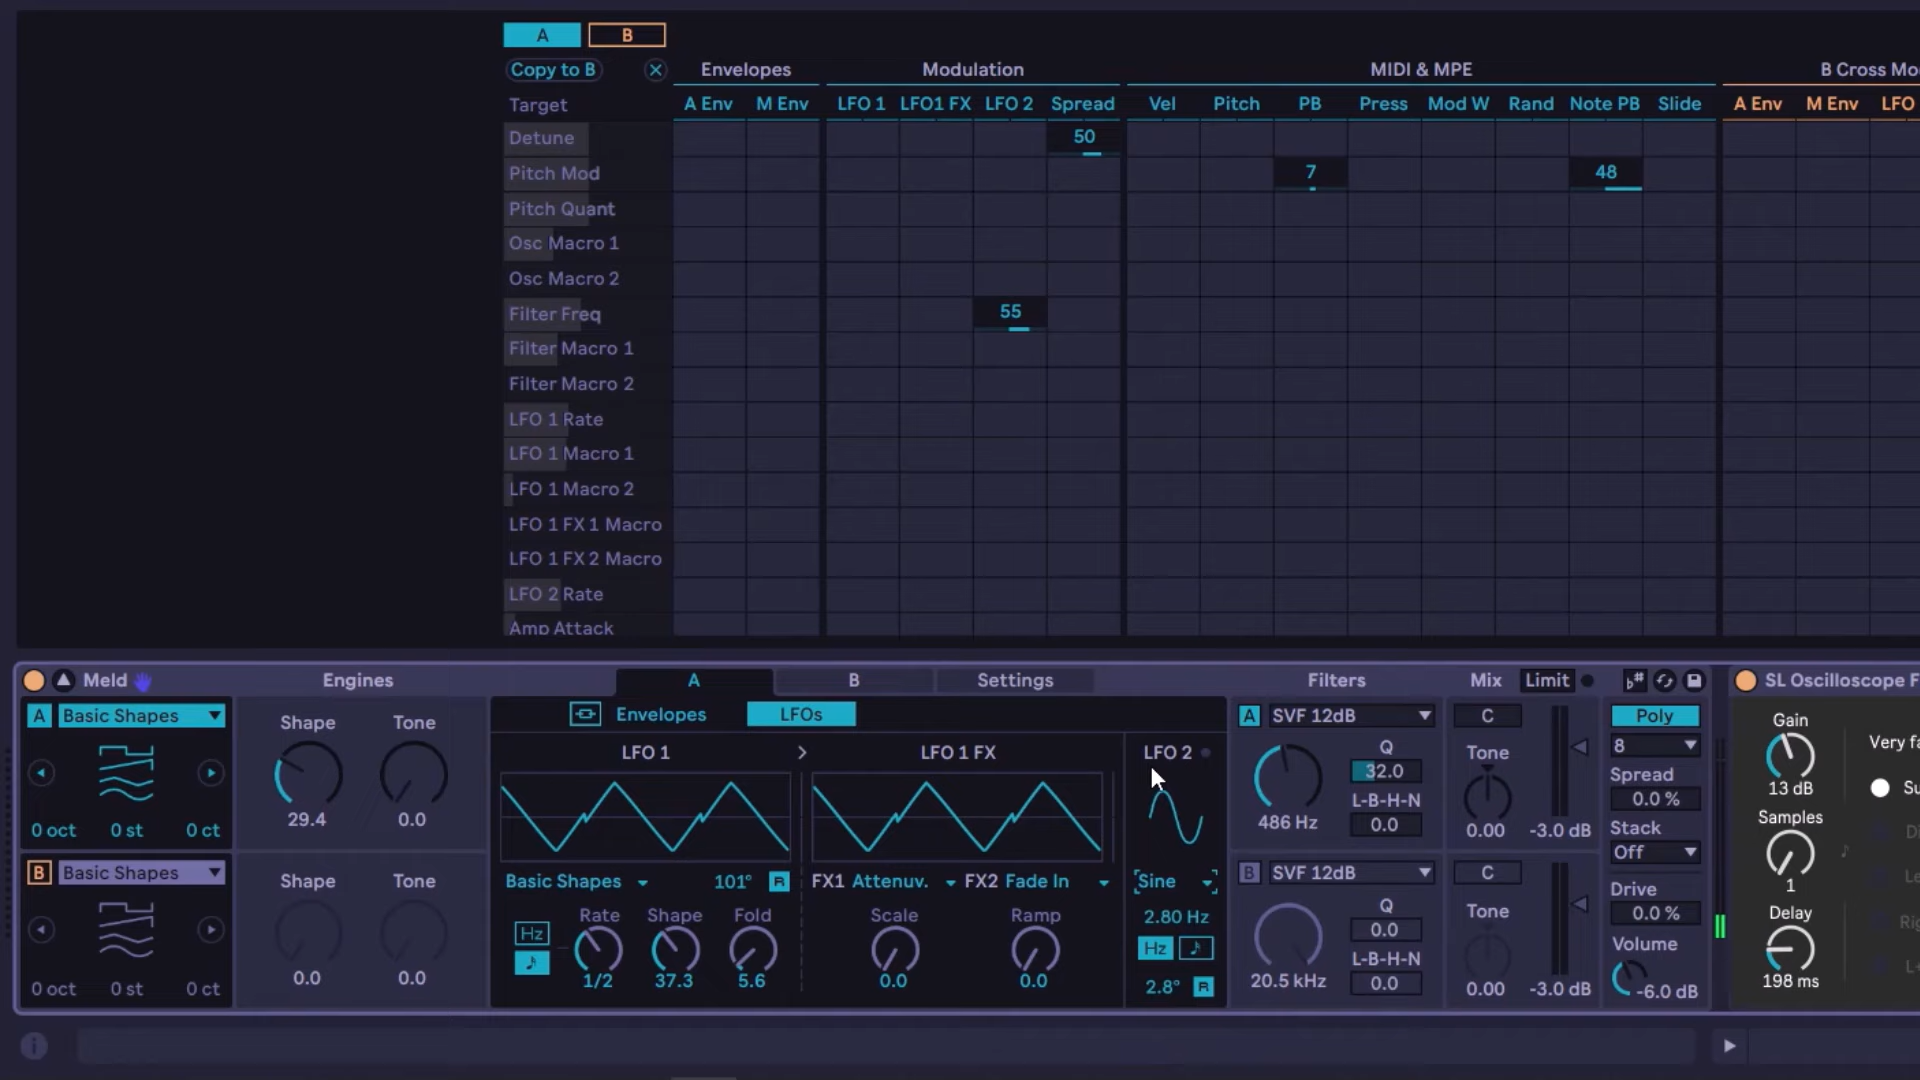 A B
Copy to B Envelopes Modulation MIDI & MPE B Cross Mo
Target A Env M Env LFO 1 LFO1 FX LFO 2 Spread Vel Pitch PB Press Mod W Rand Note PB Slide A Env M Env LFO
Detune 50
Pitch Mod 7 48
Pitch Quant
Osc Macro 1
Osc Macro 2
Filter Freq 55
Filter Macro 1
Filter Macro 2
LFO 1 Rate
LFO 1 Macro 1
LFO 1 Macro 2
LFO 1 FX 1 Macro
LFO 1 FX 2 Macro
LFO 2 Rate
Amp Attack
Meld Engines A B Settings Filters Mix Limit SL Oscilloscope F
A Basic Shapes
Shape Tone
29.4 0.0
0 oct 0 st 0 ct
B Basic Shapes
Shape Tone
0.0 0.0
0 oct 0 st 0 ct
Envelopes LFOs
LFO 1 > LFO 1 FX LFO 2
Basic Shapes 101° R FX1 Attenuv. FX2 Fade In
Hz Rate Shape Fold Scale Ramp
1/2 37.3 5.6 0.0 0.0
Sine
2.80 Hz
Hz
2.8° R
A SVF 12dB
Q
32.0
L-B-H-N
486 Hz 0.0
B SVF 12dB
Q
0.0
L-B-H-N
20.5 kHz 0.0
C
Tone
0.00 -3.0 dB
C
Tone
0.00 -3.0 dB
Poly
8
Spread
0.0 %
Stack
Off
Drive
0.0 %
Volume
-6.0 dB
Gain
13 dB
Samples
1
Delay
198 ms
Very fa
Su
Le
Rig
L+